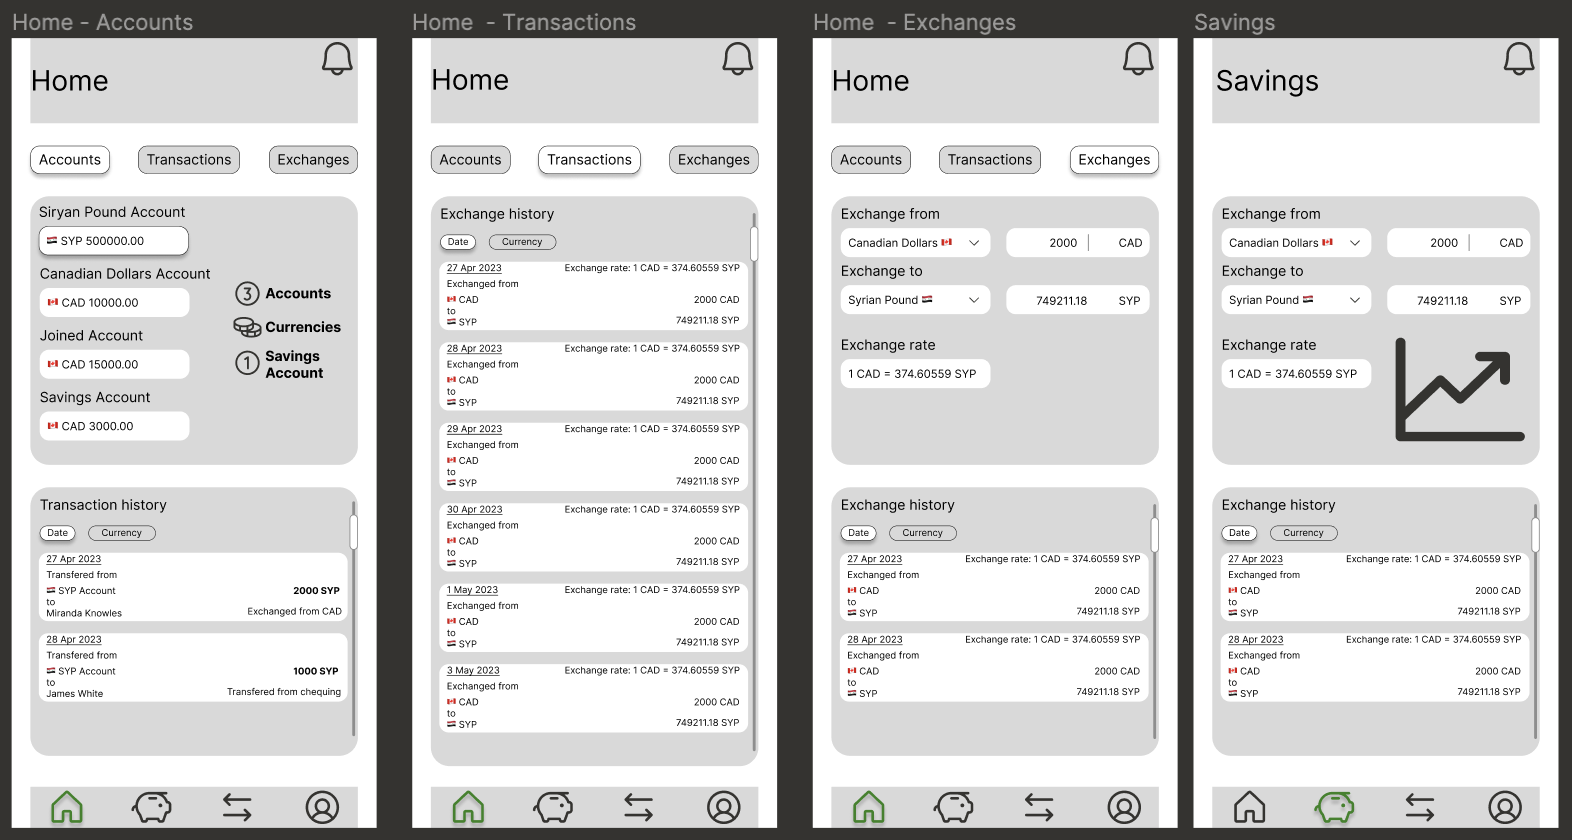 Home - Accounts
Home
Accounts
Transactions
Exchanges
Siryan Pound Account
SYP 500000.00
Canadian Dollars Account
CAD 10000.00
Joined Account
CAD 15000.00
Savings Account
CAD 3000.00
3 Accounts
Currencies
1 Savings
Account
Transaction history
Date
Currency
27 Apr 2023
Transfered from
SYP Account
2000 SYP
to
Miranda Knowles
Exchanged from CAD
28 Apr 2023
Transfered from
SYP Account
1000 SYP
to
James White
Transfered from chequing
Home - Transactions
Home
Accounts
Transactions
Exchanges
Exchange history
Date
Currency
27 Apr 2023
Exchange rate: 1 CAD = 374.60559 SYP
Exchanged from
CAD
2000 CAD
to
SYP
749211.18 SYP
28 Apr 2023
Exchange rate: 1 CAD = 374.60559 SYP
Exchanged from
CAD
2000 CAD
to
SYP
749211.18 SYP
29 Apr 2023
Exchange rate: 1 CAD = 374.60559 SYP
Exchanged from
CAD
2000 CAD
to
SYP
749211.18 SYP
30 Apr 2023
Exchange rate: 1 CAD = 374.60559 SYP
Exchanged from
CAD
2000 CAD
to
SYP
749211.18 SYP
1 May 2023
Exchange rate: 1 CAD = 374.60559 SYP
Exchanged from
CAD
2000 CAD
to
SYP
749211.18 SYP
3 May 2023
Exchange rate: 1 CAD = 374.60559 SYP
Exchanged from
CAD
2000 CAD
to
SYP
749211.18 SYP
Home - Exchanges
Home
Accounts
Transactions
Exchanges
Exchange from
Canadian Dollars
2000
CAD
Exchange to
Syrian Pound
749211.18
SYP
Exchange rate
1 CAD = 374.60559 SYP
Exchange history
Date
Currency
27 Apr 2023
Exchange rate: 1 CAD = 374.60559 SYP
Exchanged from
CAD
2000 CAD
to
SYP
749211.18 SYP
28 Apr 2023
Exchange rate: 1 CAD = 374.60559 SYP
Exchanged from
CAD
2000 CAD
to
SYP
749211.18 SYP
Savings
Savings
Exchange from
Canadian Dollars
2000
CAD
Exchange to
Syrian Pound
749211.18
SYP
Exchange rate
1 CAD = 374.60559 SYP
Exchange history
Date
Currency
27 Apr 2023
Exchange rate: 1 CAD = 374.60559 SYP
Exchanged from
CAD
2000 CAD
to
SYP
749211.18 SYP
28 Apr 2023
Exchange rate: 1 CAD = 374.60559 SYP
Exchanged from
CAD
2000 CAD
to
SYP
749211.18 SYP